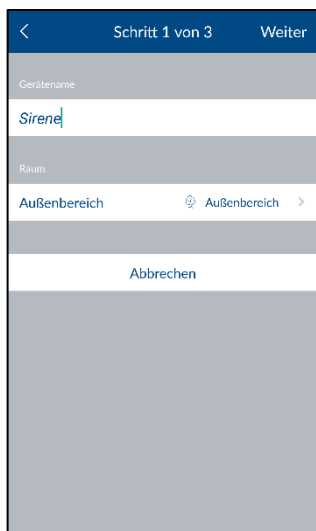 Schritt 1 von 3 Weiter
Gerätename
Sirene
Raum
Außenbereich Außenbereich
Abbrechen